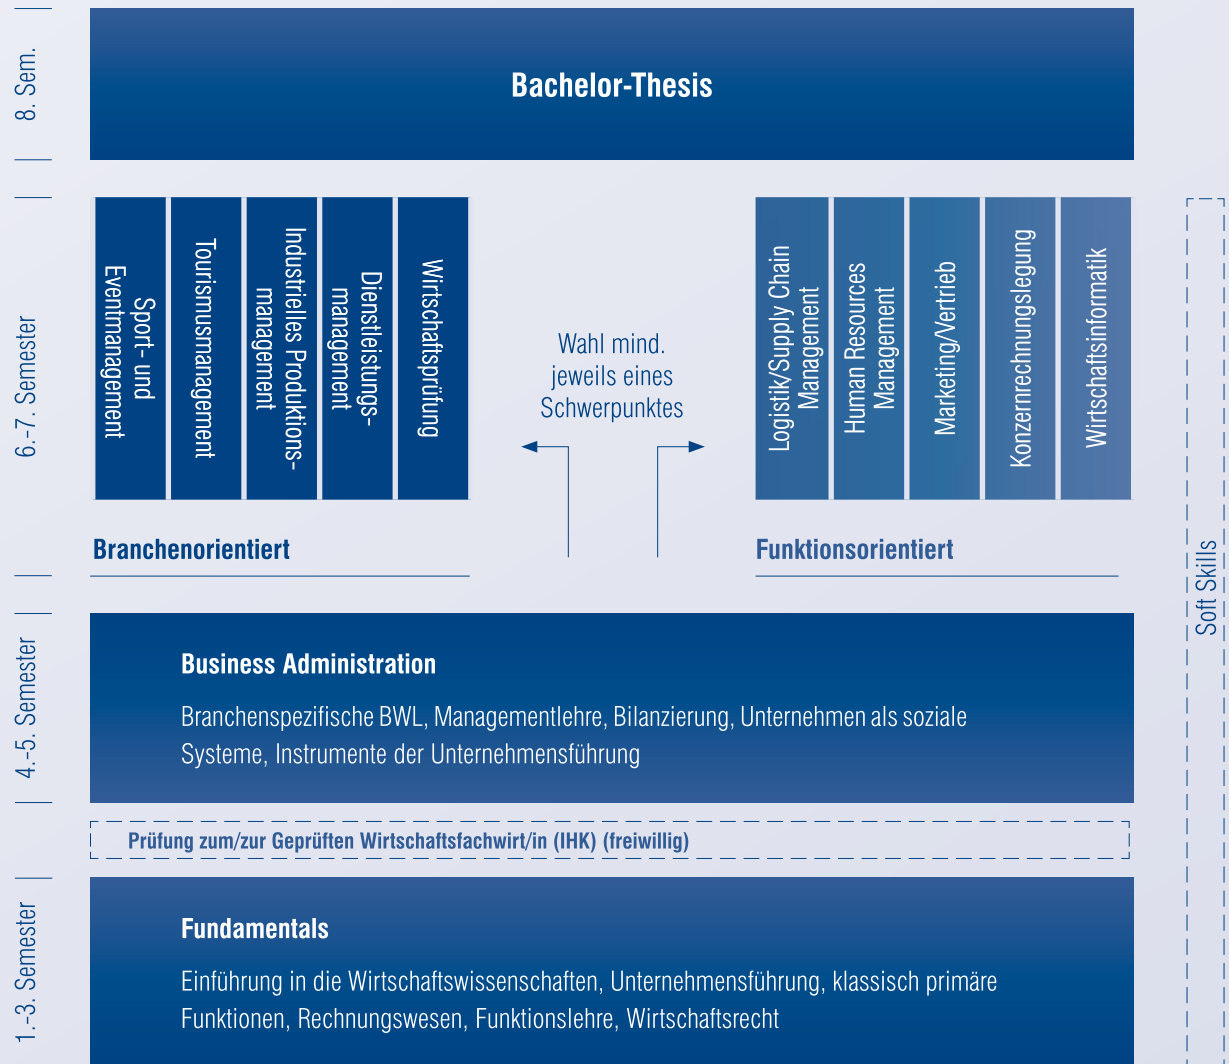 8. Sem.
Bachelor-Thesis
6.-7. Semester
Sport- und
Eventmanagement
Tourismusmanagement
Industrielles Produktions-
management
Dienstleistungs-
management
Wirtschaftsprüfung
Wahl mind.
jeweils eines
Schwerpunktes
Logistik/Supply Chain
Management
Human Resources
Management
Marketing/Vertrieb
Konzernrechnungslegung
Wirtschaftsinformatik
Branchenorientiert
Funktionsorientiert
Soft Skills
4.-5. Semester
Business Administration
Branchenspezifische BWL, Managementlehre, Bilanzierung, Unternehmen als soziale
Systeme, Instrumente der Unternehmensführung
Prüfung zum/zur Geprüften Wirtschaftsfachwirt/in (IHK) (freiwillig)
1.-3. Semester
Fundamentals
Einführung in die Wirtschaftswissenschaften, Unternehmensführung, klassisch primäre
Funktionen, Rechnungswesen, Funktionslehre, Wirtschaftsrecht